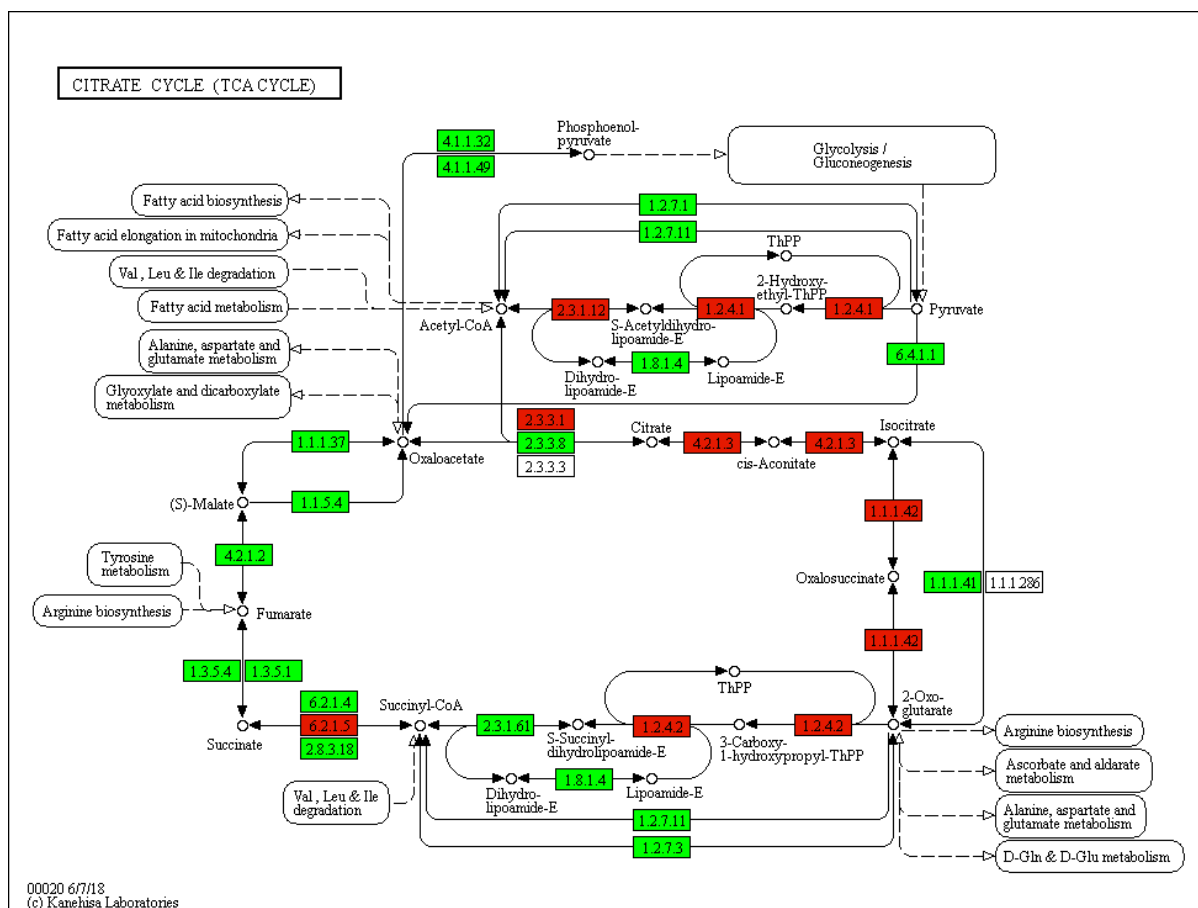 CITRATE CYCLE (TCA CYCLE)
Phosphoenol-
pyruvate
4.1.1.32
4.1.1.49
Glycolysis /
Gluconeogenesis
Fatty acid biosynthesis
Fatty acid elongation in mitochondria
Val , Leu & Ile degradation
Fatty acid metabolism
Alanine, aspartate and
glutamate metabolism
Glyoxylate and dicarboxylate
metabolism
1.2.7.1
1.2.7.11
ThPP
2-Hydroxy-
ethyl-ThPP
2.3.1.12
1.2.4.1
1.2.4.1
Acetyl-CoA
S-Acetyldihydro-
lipoamide-E
Pyruvate
1.8.1.4
6.4.1.1
Dihydro-
lipoamide-E
Lipoamide-E
1.1.1.37
Oxaloacetate
2.3.3.1
2.3.3.8
2.3.3.3
Citrate
4.2.1.3
cis-Aconitate
4.2.1.3
Isocitrate
(S)-Malate
1.1.5.4
1.1.1.42
4.2.1.2
Tyrosine
metabolism
Arginine biosynthesis
Fumarate
Oxalosuccinate
1.1.1.41
1.1.1.286
1.1.1.42
1.3.5.4
1.3.5.1
ThPP
Succinyl-CoA
2-Oxo-
glutarate
6.2.1.4
6.2.1.5
2.8.3.18
Succinate
2.3.1.61
1.2.4.2
1.2.4.2
S-Succinyl-
dihydrolipoamide-E
3-Carboxy-
1-hydroxypropyl-ThPP
1.8.1.4
Dihydro-
lipoamide-E
Lipoamide-E
Val , Leu & Ile
degradation
1.2.7.11
1.2.7.3
Arginine biosynthesis
Ascorbate and aldarate
metabolism
Alanine, aspartate and
glutamate metabolism
D-Gln & D-Glu metabolism
00020 6/7/18
(c) Kanehisa Laboratories